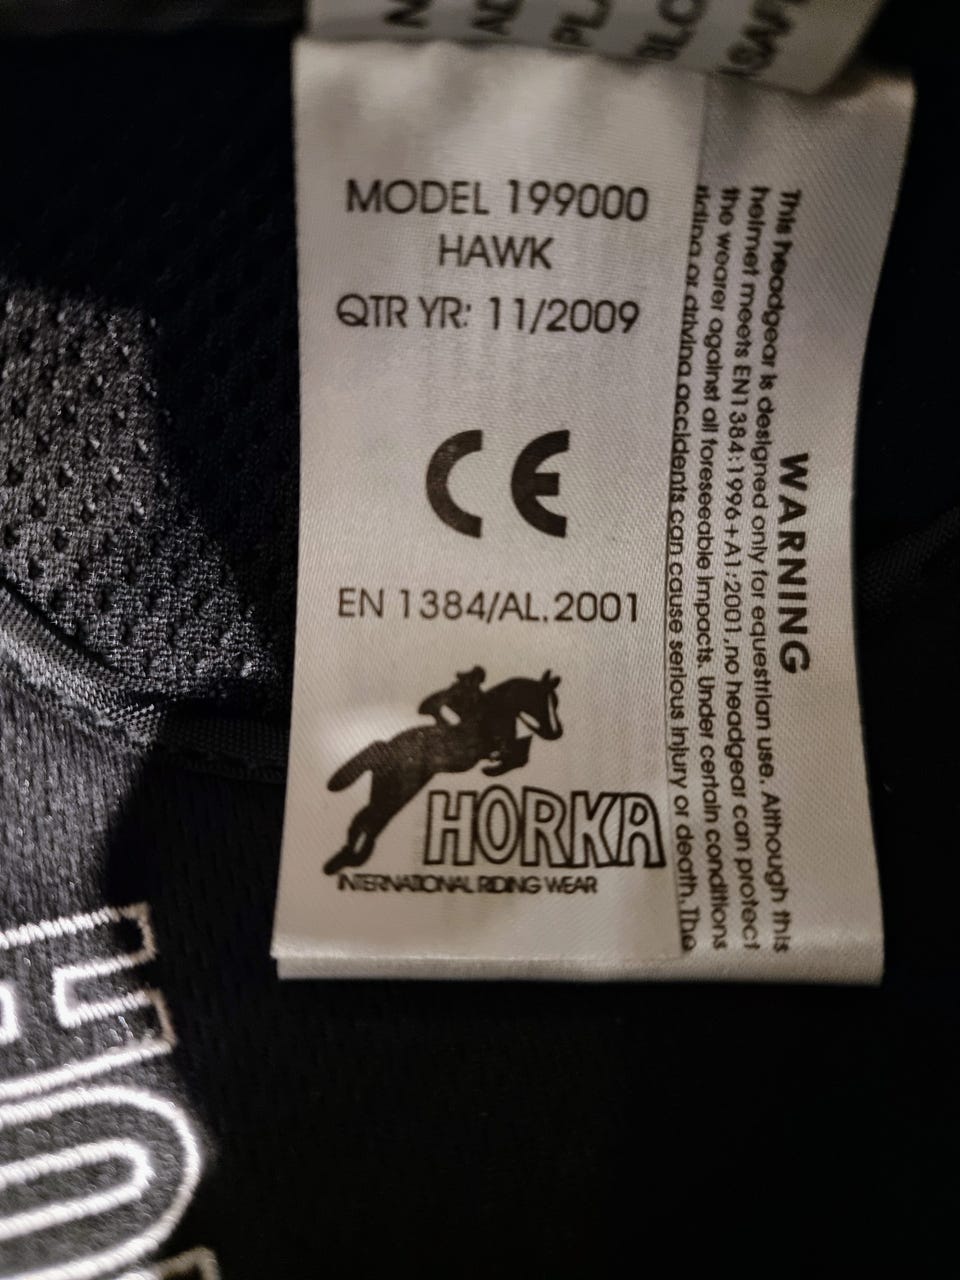 MODEL 199000
HAWK
QTR YR: 11/2009
CE
EN 1384/AL.2001
HORKA
INTERNATIONAL RIDING WEAR
WARNING
This headgear is designed only for equestrian use. Although this
helmet meets EN1384:1996+A1:2001,no headgear can protect
the wearer against all foreseeable impacts. Under certain conditions
riding or driving accidents can cause serious injury or death.The
HO